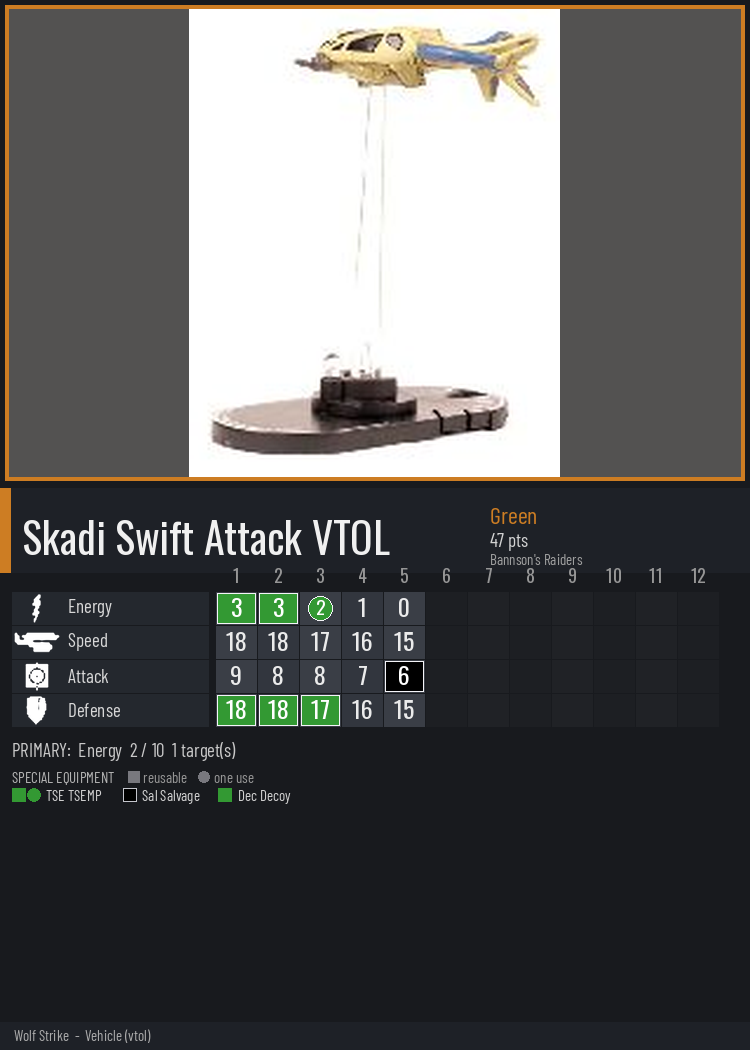 Skadi Swift Attack VTOL
Green
47 pts
Bannson's Raiders
1 2 3 4 5 6 7 8 9 10 11 12
Energy 3 3 2 1 0
Speed 18 18 17 16 15
Attack 9 8 8 7 6
Defense 18 18 17 16 15
PRIMARY: Energy 2 / 10 1 target(s)
SPECIAL EQUIPMENT reusable one use
TSE TSEMP Sal Salvage Dec Decoy
Wolf Strike - Vehicle (vtol)